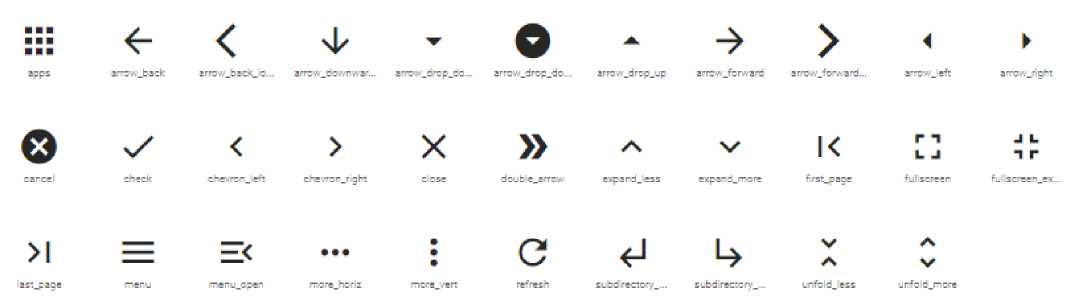 apps arrow_back arrow_back_io... arrow_downwar... arrow_drop_do... arrow_drop_do... arrow_drop_up arrow_forward arrow_forward... arrow_left arrow_right
cancel check chevron_left chevron_right close double_arrow expand_less expand_more first_page fullscreen fullscreen_ex...
last_page menu menu_open more_horiz more_vert refresh subdirectory_... subdirectory_... unfold_less unfold_more